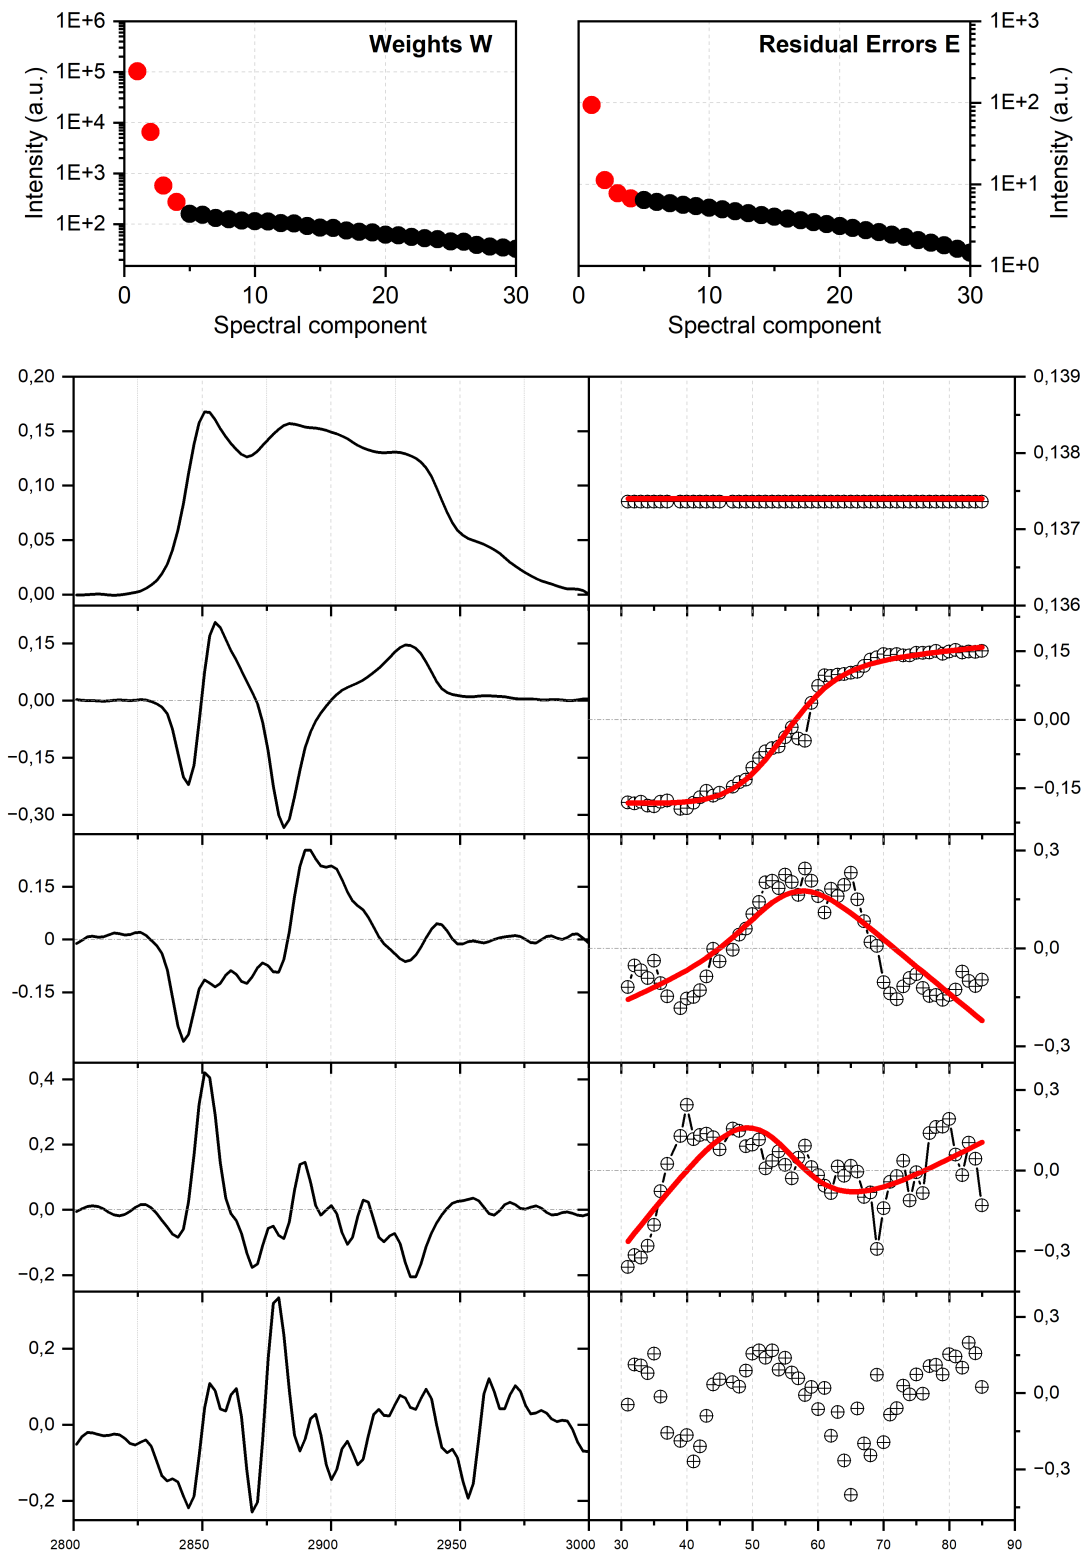 1E+6
Weights W
1E+5
1E+4
1E+3
1E+2
Intensity (a.u.)
0 10 20 30
Spectral component
1E+3
Residual Errors E
1E+2
1E+1
1E+0
Intensity (a.u.)
0 10 20 30
Spectral component
0,20
0,15
0,10
0,05
0,00
0,139
0,138
0,137
0,136
0,15
0,00
−0,15
−0,30
0,15
0,00
−0,15
0.15
0
-0.15
0,3
0,0
−0,3
0,4
0,2
0,0
−0,2
0,3
0,0
−0,3
0,2
0,0
−0,2
0,3
0,0
−0,3
2800 2850 2900 2950 3000
30 40 50 60 70 80 90